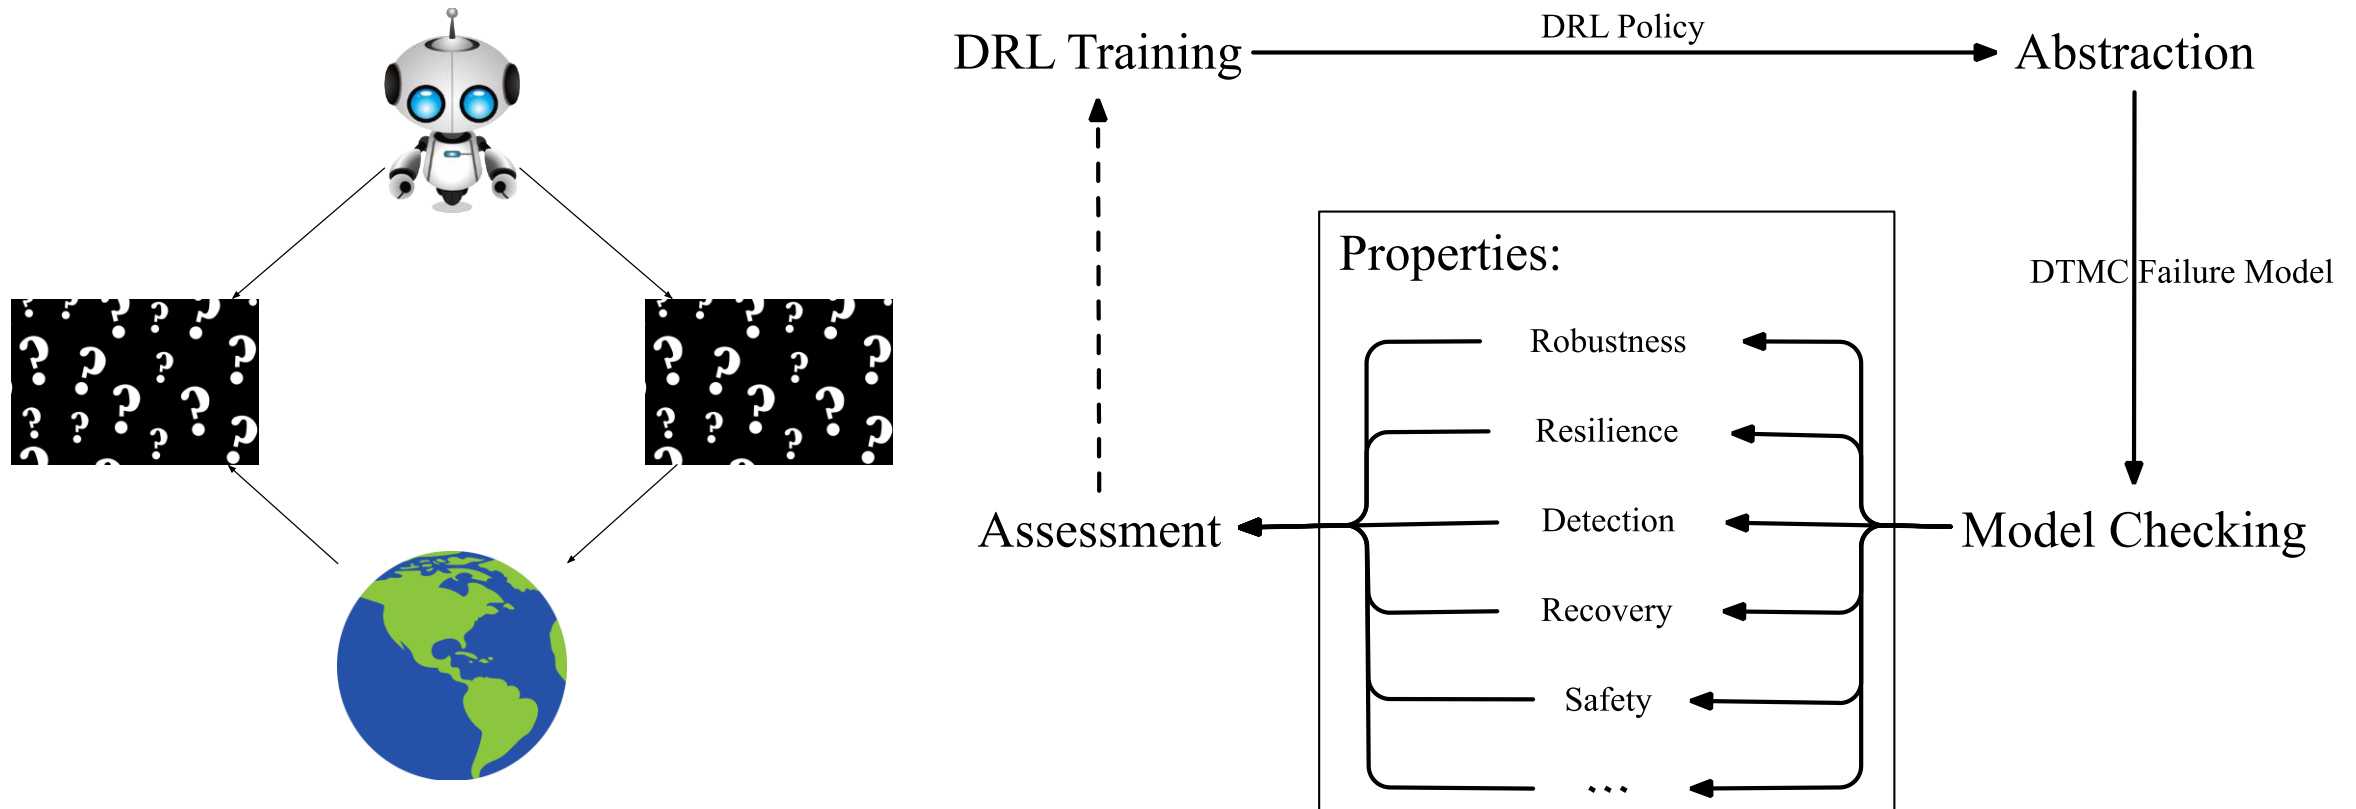 DRL Policy
DRL Training
Abstraction
Properties:
DTMC Failure Model
Robustness
Resilience
Detection
Assessment
Model Checking
Recovery
Safety
...